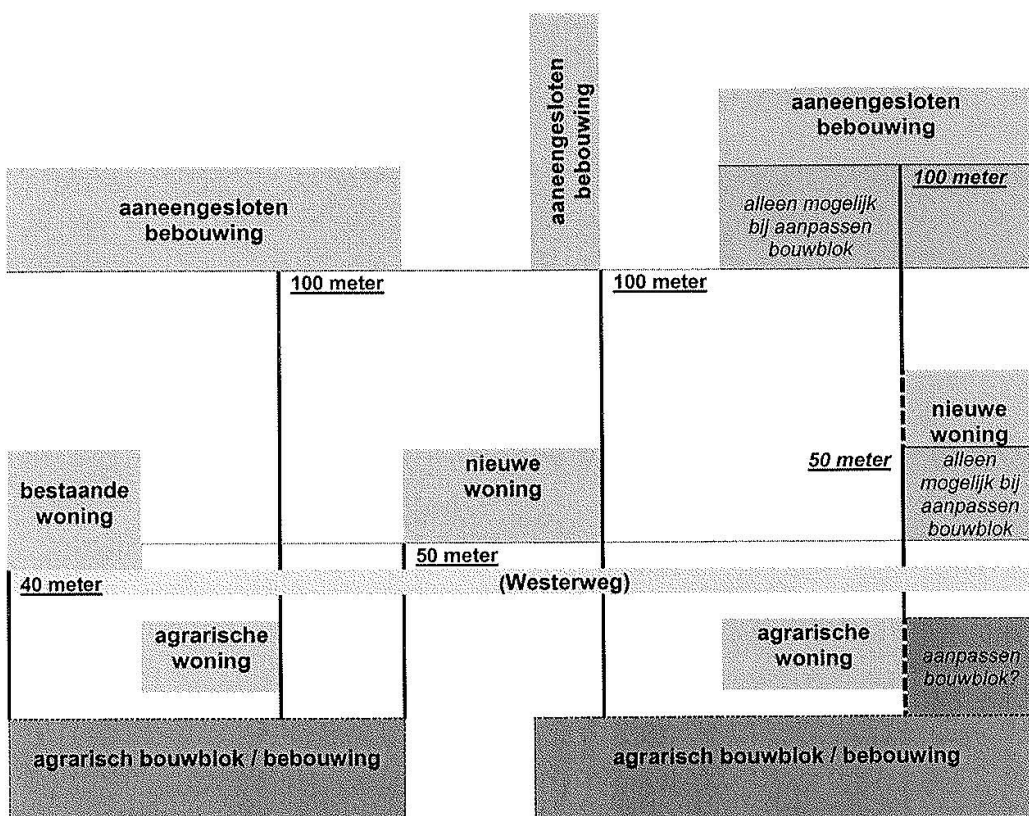 aaneengesloten
bebouwing
aaneengesloten
bebouwing
aaneengesloten
bebouwing
100 meter
alleen mogelijk
bij aanpassen
bouwblok
100 meter
100 meter
nieuwe
woning
50 meter
alleen
mogelijk bij
aanpassen
bouwblok
bestaande
woning
nieuwe
woning
50 meter
40 meter
(Westerweg)
agrarische
woning
agrarische
woning
aanpassen
bouwblok?
agrarisch bouwblok / bebouwing
agrarisch bouwblok / bebouwing